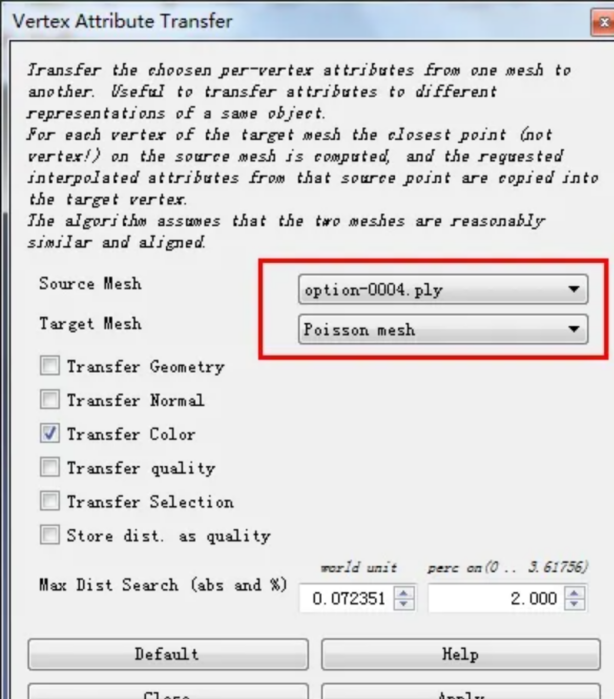 Vertex Attribute Transfer
Transfer the choosen per-vertex attributes from one mesh to
another. Useful to transfer attributes to different
representations of a same object.
For each vertex of the target mesh the closest point (not
vertex!) on the source mesh is computed, and the requested
interpolated attributes from that source point are copied into
the target vertex.
The algorithm assumes that the two meshes are reasonably
similar and aligned.
Source Mesh
option-0004.ply
Target Mesh
Poisson mesh
Transfer Geometry
Transfer Normal
Transfer Color
Transfer quality
Transfer Selection
Store dist. as quality
world unit perc on(0 .. 3.61756)
Max Dist Search (abs and %) 0.072351 2.000
Default Help
Close Apply